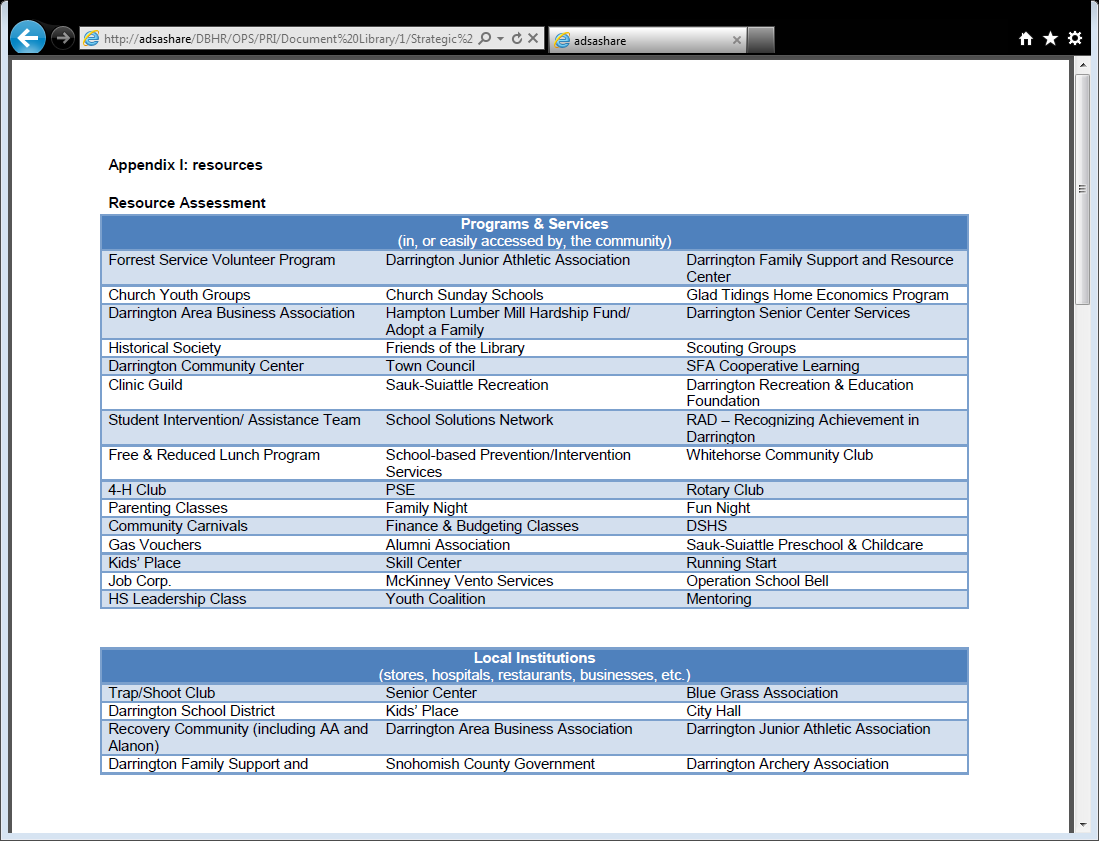 http://adsashare/DBHR/OPS/PRI/Document%20Library/1/Strategic%2
adsashare
Appendix I: resources
Resource Assessment
Programs & Services
(in, or easily accessed by, the community)
Forrest Service Volunteer Program Darrington Junior Athletic Association Darrington Family Support and Resource
Center
Church Youth Groups Church Sunday Schools Glad Tidings Home Economics Program
Darrington Area Business Association Hampton Lumber Mill Hardship Fund/ Darrington Senior Center Services
Adopt a Family
Historical Society Friends of the Library Scouting Groups
Darrington Community Center Town Council SFA Cooperative Learning
Clinic Guild Sauk-Suiattle Recreation Darrington Recreation & Education
Foundation
Student Intervention/ Assistance Team School Solutions Network RAD – Recognizing Achievement in
Darrington
Free & Reduced Lunch Program School-based Prevention/Intervention Whitehorse Community Club
Services
4-H Club PSE Rotary Club
Parenting Classes Family Night Fun Night
Community Carnivals Finance & Budgeting Classes DSHS
Gas Vouchers Alumni Association Sauk-Suiattle Preschool & Childcare
Kids' Place Skill Center Running Start
Job Corp. McKinney Vento Services Operation School Bell
HS Leadership Class Youth Coalition Mentoring
Local Institutions
(stores, hospitals, restaurants, businesses, etc.)
Trap/Shoot Club Senior Center Blue Grass Association
Darrington School District Kids' Place City Hall
Recovery Community (including AA and Darrington Area Business Association Darrington Junior Athletic Association
Alanon)
Darrington Family Support and Snohomish County Government Darrington Archery Association